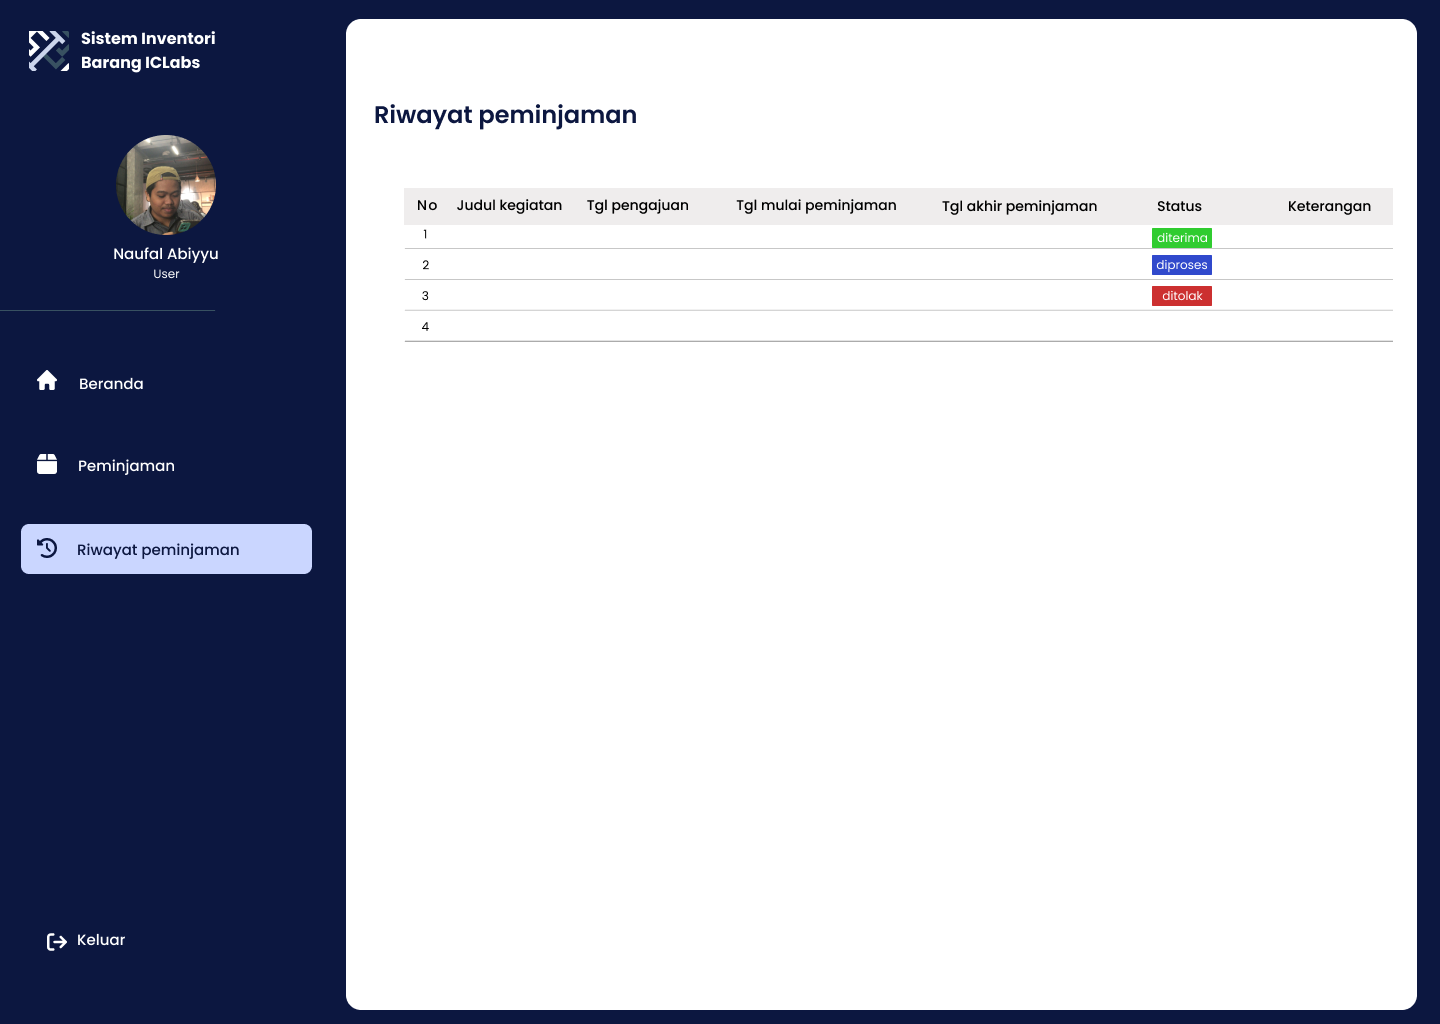 Sistem Inventori
Barang ICLabs
Naufal Abiyyu
User
Beranda
Peminjaman
Riwayat peminjaman
Keluar
Riwayat peminjaman
No Judul kegiatan Tgl pengajuan Tgl mulai peminjaman Tgl akhir peminjaman Status Keterangan
1 diterima
2 diproses
3 ditolak
4